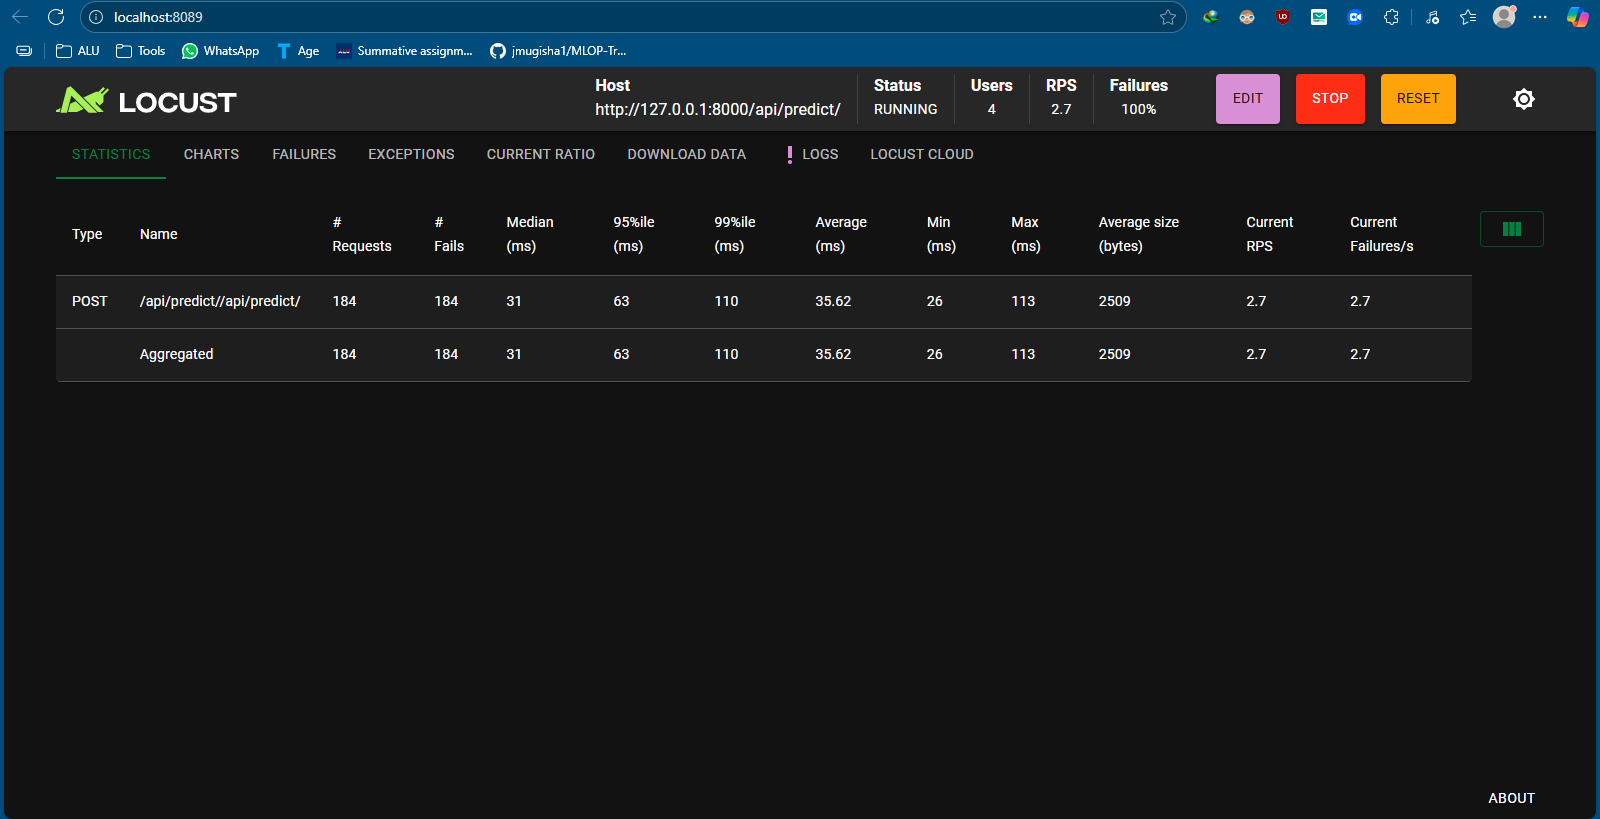 localhost:8089
ALU
Tools
WhatsApp
Age
Summative assignm...
jmugisha1/MLOP-Tr...
LOCUST
Host
http://127.0.0.1:8000/api/predict/
Status
RUNNING
Users
4
RPS
2.7
Failures
100%
EDIT
STOP
RESET
STATISTICS
CHARTS
FAILURES
EXCEPTIONS
CURRENT RATIO
DOWNLOAD DATA
LOGS
LOCUST CLOUD
Type
Name
# Requests
# Fails
Median (ms)
95%ile (ms)
99%ile (ms)
Average (ms)
Min (ms)
Max (ms)
Average size (bytes)
Current RPS
Current Failures/s
POST /api/predict//api/predict/ 184 184 31 63 110 35.62 26 113 2509 2.7 2.7
Aggregated 184 184 31 63 110 35.62 26 113 2509 2.7 2.7
ABOUT